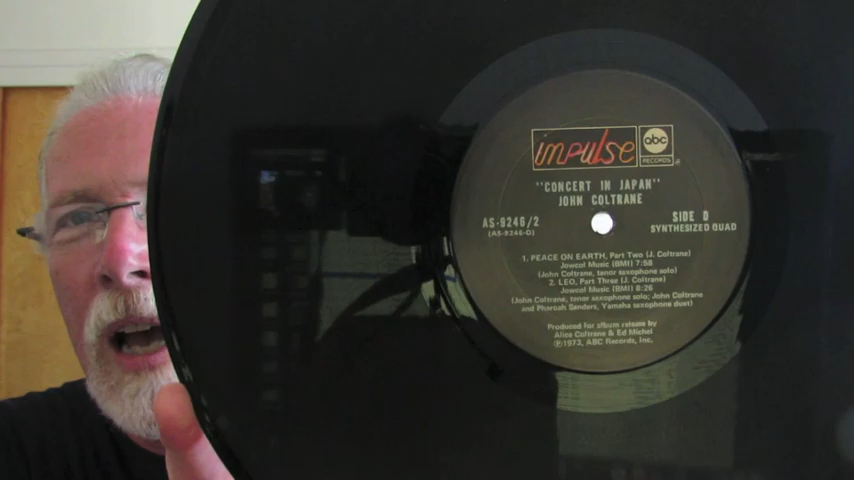 impulse
abc
RECORDS
"CONCERT IN JAPAN"
JOHN COLTRANE
AS-9246/2
(AS-9246-D)
SIDE D
SYNTHESIZED QUAD
1. PEACE ON EARTH, Part Two (J. Coltrane)
Jowcol Music (BMI) 7:58
(John Coltrane, tenor saxophone solo)
2. LEO, Part Three (J. Coltrane)
Jowcol Music (BMI) 8:26
(John Coltrane, tenor saxophone solo; John Coltrane
and Pharoah Sanders, Yamaha saxophone duet)
Produced for album release by
Alice Coltrane & Ed Michel
Ⓟ1973, ABC Records, Inc.